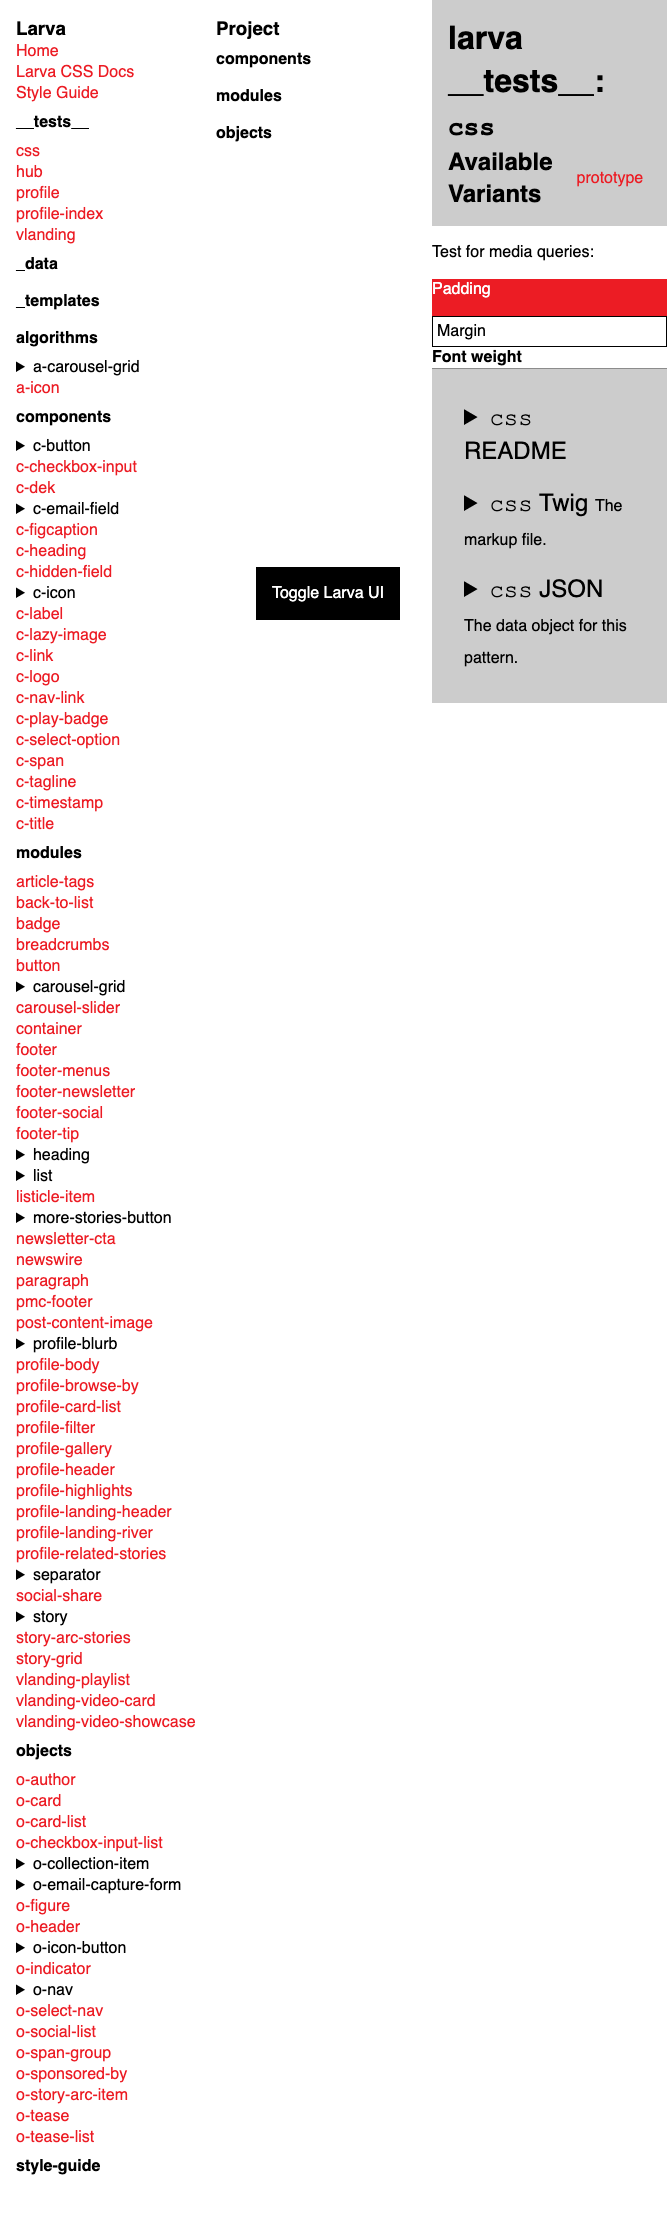 Larva
Home
Larva CSS Docs
Style Guide
__tests__
css
hub
profile
profile-index
vlanding
_data
_templates
algorithms
a-carousel-grid
a-icon
components
c-button
c-checkbox-input
c-dek
c-email-field
c-figcaption
c-heading
c-hidden-field
c-icon
c-label
c-lazy-image
c-link
c-logo
c-nav-link
c-play-badge
c-select-option
c-span
c-tagline
c-timestamp
c-title
modules
article-tags
back-to-list
badge
breadcrumbs
button
carousel-grid
carousel-slider
container
footer
footer-menus
footer-newsletter
footer-social
footer-tip
heading
list
listicle-item
more-stories-button
newsletter-cta
newswire
paragraph
pmc-footer
post-content-image
profile-blurb
profile-body
profile-browse-by
profile-card-list
profile-filter
profile-gallery
profile-header
profile-highlights
profile-landing-header
profile-landing-river
profile-related-stories
separator
social-share
story
story-arc-stories
story-grid
vlanding-playlist
vlanding-video-card
vlanding-video-showcase
objects
o-author
o-card
o-card-list
o-checkbox-input-list
o-collection-item
o-email-capture-form
o-figure
o-header
o-icon-button
o-indicator
o-nav
o-select-nav
o-social-list
o-span-group
o-sponsored-by
o-story-arc-item
o-tease
o-tease-list
style-guide
Project
components
modules
objects
Toggle Larva UI
larva
__tests__:
css
Available
Variants
prototype
Test for media queries:
Padding
Margin
Font weight
css
README
css Twig The
markup file.
css JSON
The data object for this
pattern.